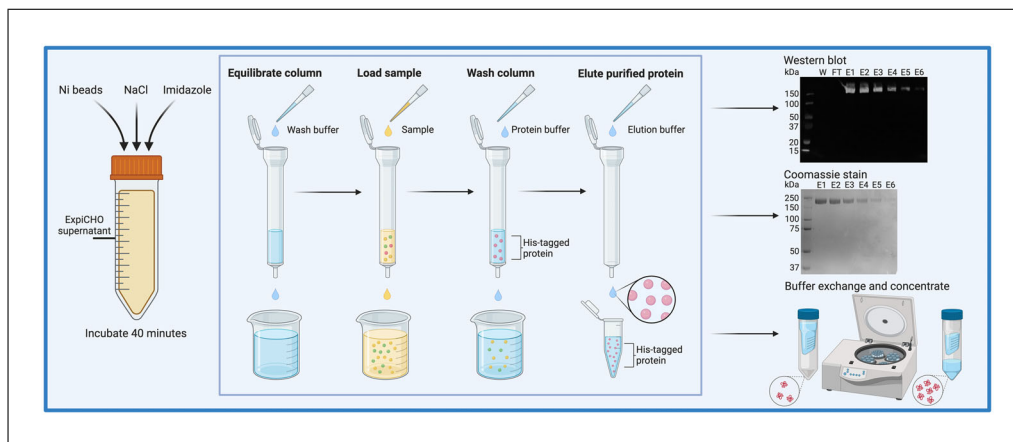 Ni beads NaCl Imidazole
ExpiCHO
supernatant
Incubate 40 minutes
Equilibrate column
Wash buffer
Load sample
Sample
Wash column
Protein buffer
His-tagged
protein
Elute purified protein
Elution buffer
His-tagged
protein
Western blot
kDa W FT E1 E2 E3 E4 E5 E6
150
100
50
37
20
15
Coomassie stain
kDa E1 E2 E3 E4 E5 E6
250
150
100
75
50
37
Buffer exchange and concentrate